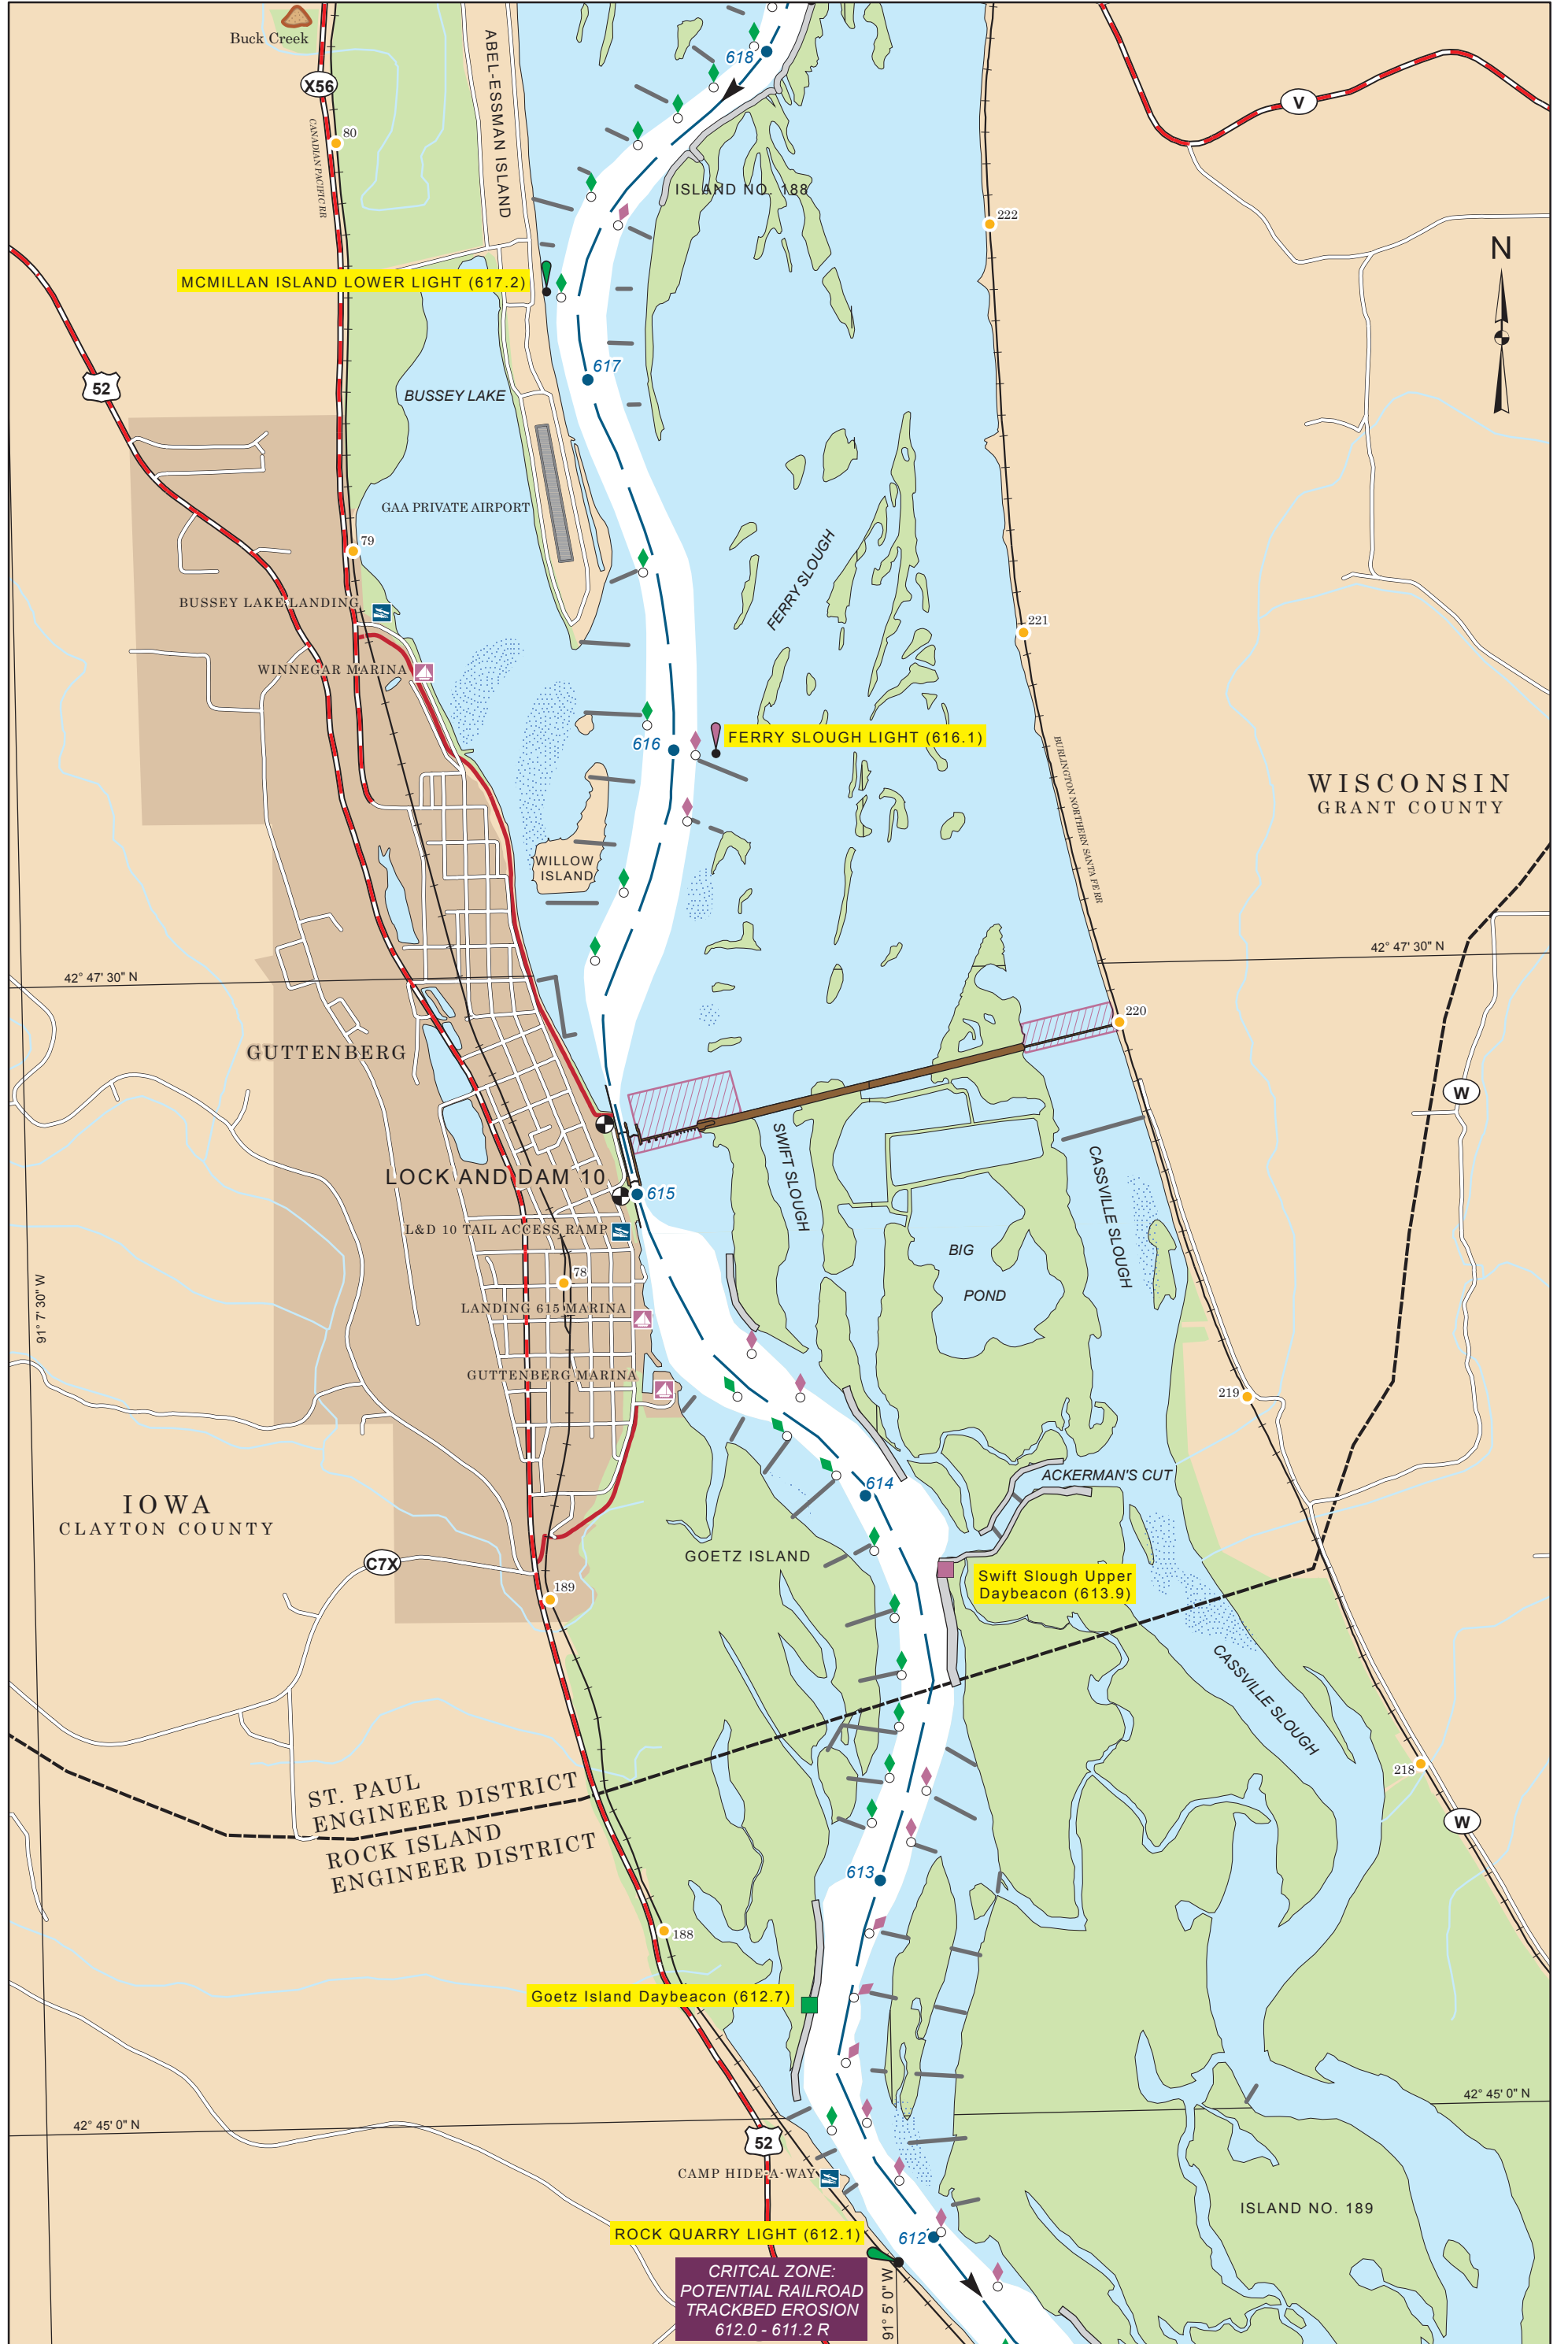 Buck Creek
X56
80
CANADIAN PACIFIC RR
ABEL-ESSMAN ISLAND
618
V
ISLAND NO. 188
222
N
MCMILLAN ISLAND LOWER LIGHT (617.2)
617
52
BUSSEY LAKE
GAA PRIVATE AIRPORT
79
FERRY SLOUGH
BUSSEY LAKE LANDING
221
WINNEGAR MARINA
616
FERRY SLOUGH LIGHT (616.1)
BURLINGTON NORTHERN SANTA FE RR
WISCONSIN
GRANT COUNTY
WILLOW
ISLAND
42° 47' 30" N
42° 47' 30" N
220
GUTTENBERG
W
SWIFT SLOUGH
CASSVILLE SLOUGH
LOCK AND DAM 10
615
L&D 10 TAIL ACCESS RAMP
BIG
POND
78
91° 7' 30" W
LANDING 615 MARINA
GUTTENBERG MARINA
219
614
ACKERMAN'S CUT
IOWA
CLAYTON COUNTY
C7X
GOETZ ISLAND
Swift Slough Upper
Daybeacon (613.9)
189
CASSVILLE SLOUGH
218
ST. PAUL
ENGINEER DISTRICT
ROCK ISLAND
ENGINEER DISTRICT
W
613
188
Goetz Island Daybeacon (612.7)
42° 45' 0" N
42° 45' 0" N
52
CAMP HIDE-A-WAY
ISLAND NO. 189
ROCK QUARRY LIGHT (612.1)
612
CRITCAL ZONE:
POTENTIAL RAILROAD
TRACKBED EROSION
612.0 - 611.2 R
91° 5' 0" W